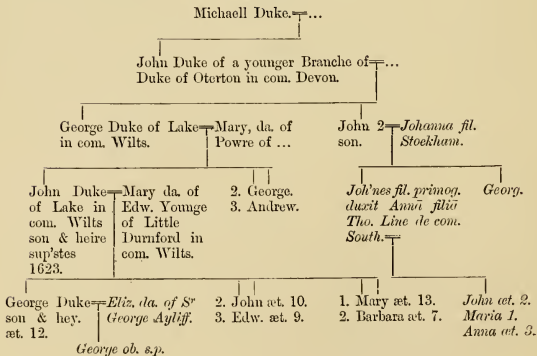 Michaell Duke.=...
John Duke of a younger Branche of=...
Duke of Oterton in com. Devon.
George Duke of Lake=Mary, da. of
in com. Wilts. Powre of ...
John 2=Johanna fil.
son. Stockham.
John Duke=Mary da. of
of Lake in Edw. Younge
com. Wilts of Little
son & heire Durnford in
sup'stes com. Wilts.
1623.
2. George.
3. Andrew.
Joh'nes fil. primog. Georg.
duxit Annā filiā
Tho. Line de com.
South.=
George Duke=Eliz. da. of Sr
son & hey. George Ayliff.
æt. 12.
George ob. s.p.
2. John æt. 10.
3. Edw. æt. 9.
1. Mary æt. 13.
2. Barbara æt. 7.
John æt. 2.
Maria 1.
Anna æt. 3.